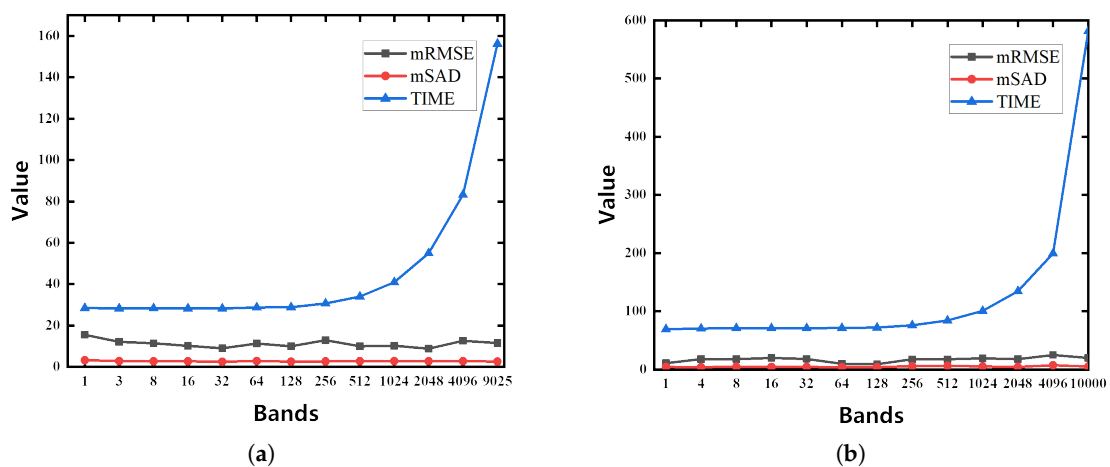 160
140
120
100
80
60
40
20
0
Value
mRMSE
mSAD
TIME
1 3 8 16 32 64 128 256 512 1024 2048 4096 9025
Bands
(a)
600
500
400
300
200
100
0
Value
mRMSE
mSAD
TIME
1 4 8 16 32 64 128 256 512 1024 2048 4096 10000
Bands
(b)